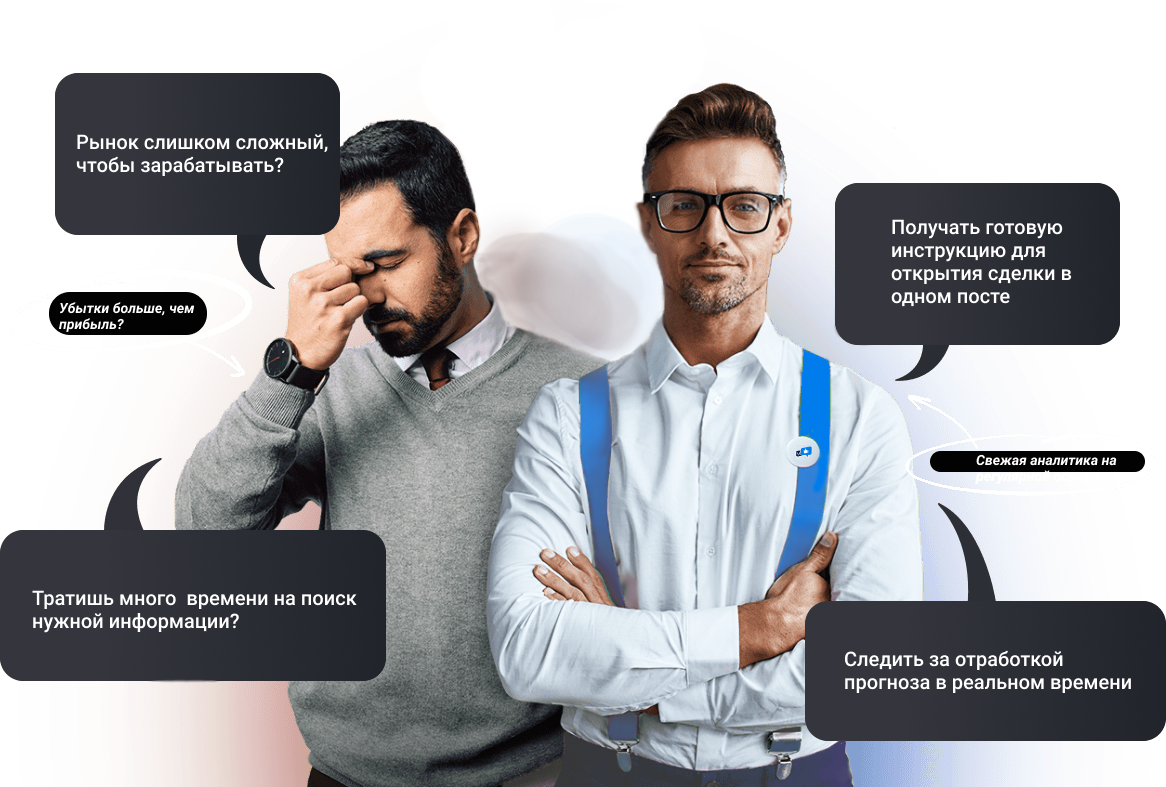 Рынок слишком сложный,
чтобы зарабатывать?
Получать готовую
инструкцию для
открытия сделки в
одном посте
Убытки больше, чем
прибыль?
Свежая аналитика на
Тратишь много  времени на поиск
нужной информации?
Следить за отработкой
прогноза в реальном времени